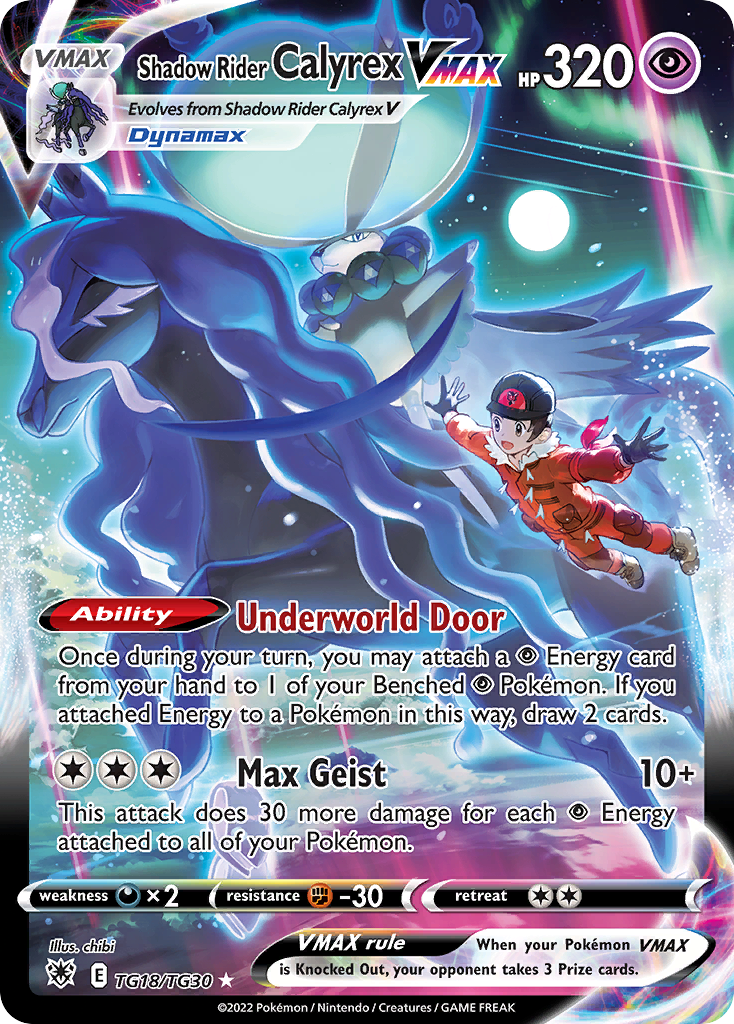 VMAX
Shadow Rider Calyrex VMAX HP 320
Evolves from Shadow Rider Calyrex V
Dynamax
Ability Underworld Door
Once during your turn, you may attach a Energy card
from your hand to 1 of your Benched Pokémon. If you
attached Energy to a Pokémon in this way, draw 2 cards.
Max Geist 10+
This attack does 30 more damage for each Energy
attached to all of your Pokémon.
weakness ×2 resistance -30 retreat
Illus. chibi
VMAX rule When your Pokémon VMAX
is Knocked Out, your opponent takes 3 Prize cards.
E TG18/TG30
©2022 Pokémon / Nintendo / Creatures / GAME FREAK